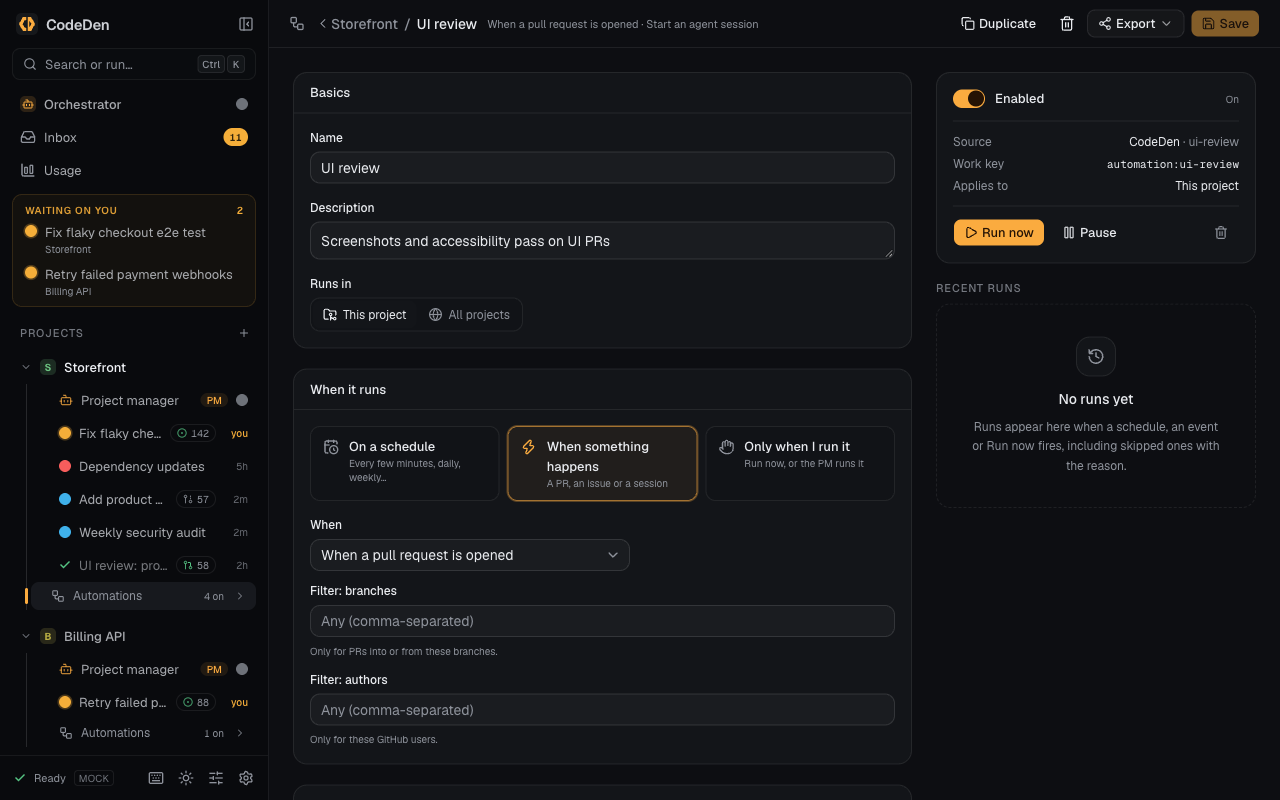 CodeDen
Search or run…
Ctrl K
Orchestrator
Inbox 11
Usage
WAITING ON YOU 2
Fix flaky checkout e2e test
Storefront
Retry failed payment webhooks
Billing API
PROJECTS
S Storefront
Project manager PM
Fix flaky che… 142 you
Dependency updates 5h
Add product … 57 2m
Weekly security audit 2m
UI review: pro… 58 2h
Automations 4 on
B Billing API
Project manager PM
Retry failed p… 88 you
Automations 1 on
Ready MOCK
Storefront / UI review When a pull request is opened · Start an agent session
Duplicate
Export
Save
Basics
Name
UI review
Description
Screenshots and accessibility pass on UI PRs
Runs in
This project All projects
When it runs
On a schedule
Every few minutes, daily,
weekly…
When something
happens
A PR, an issue or a session
Only when I run it
Run now, or the PM runs it
When
When a pull request is opened
Filter: branches
Any (comma-separated)
Only for PRs into or from these branches.
Filter: authors
Any (comma-separated)
Only for these GitHub users.
Enabled On
Source CodeDen · ui-review
Work key automation:ui-review
Applies to This project
Run now Pause
RECENT RUNS
No runs yet
Runs appear here when a schedule, an event
or Run now fires, including skipped ones with
the reason.